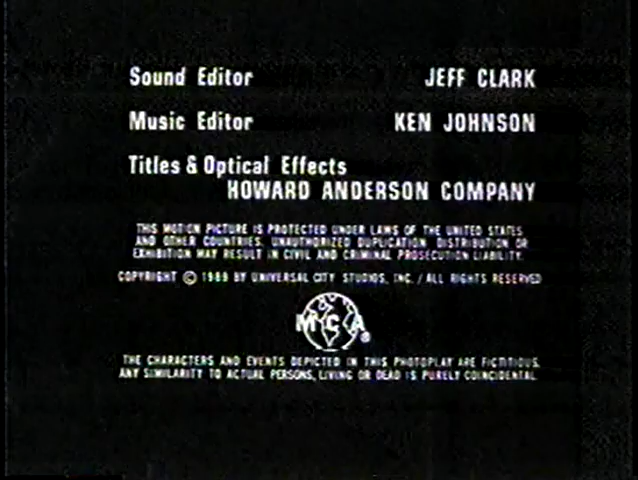 Sound Editor JEFF CLARK
Music Editor KEN JOHNSON
Titles & Optical Effects
HOWARD ANDERSON COMPANY
THIS MOTION PICTURE IS PROTECTED UNDER LAWS OF THE UNITED STATES
AND OTHER COUNTRIES. UNAUTHORIZED DUPLICATION DISTRIBUTION OR
EXHIBITION MAY RESULT IN CIVIL AND CRIMINAL PROSECUTION LIABILITY.
COPYRIGHT © 1989 BY UNIVERSAL CITY STUDIOS, INC. / ALL RIGHTS RESERVED
MCA®
THE CHARACTERS AND EVENTS DEPICTED IN THIS PHOTOPLAY ARE FICTITIOUS.
ANY SIMILARITY TO ACTUAL PERSONS, LIVING OR DEAD IS PURELY COINCIDENTAL.